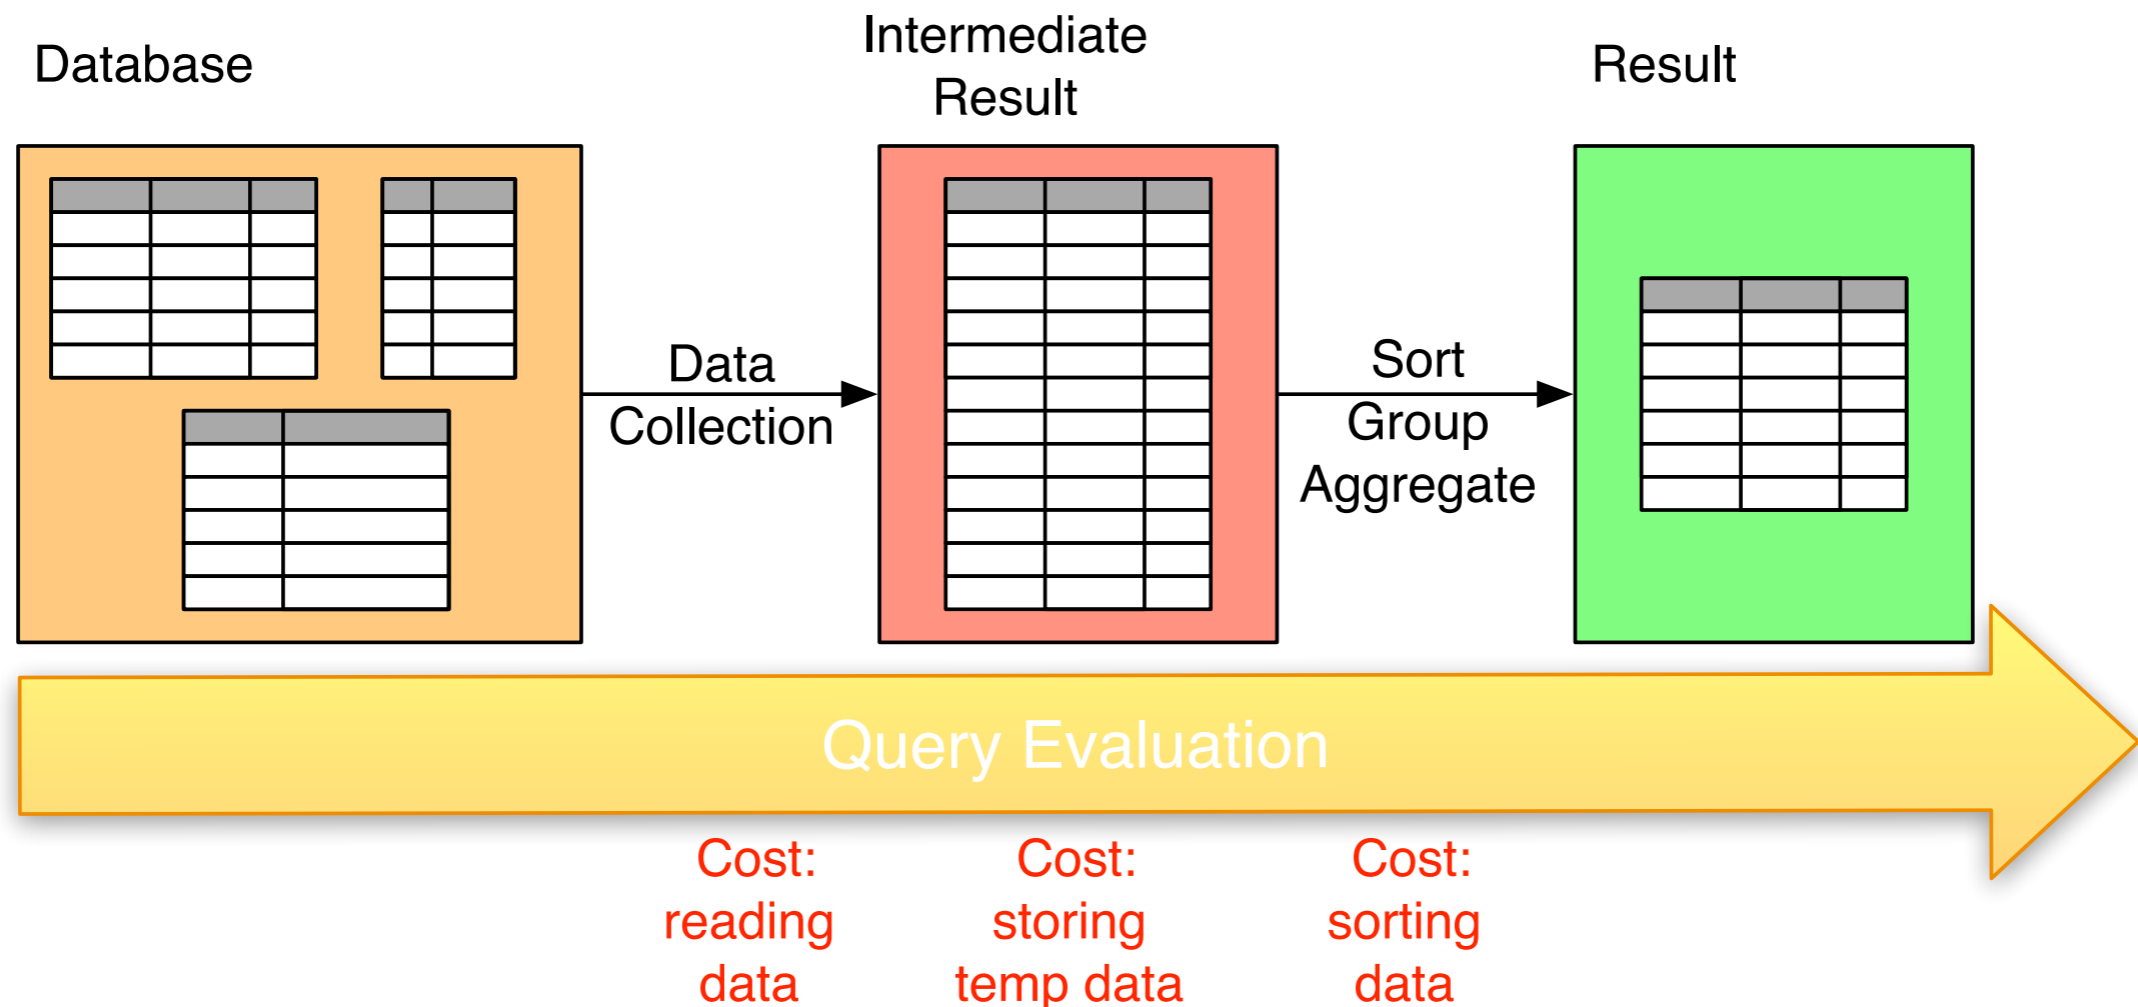 Database
Intermediate
Result
Result
Data
Collection
Sort
Group
Aggregate
Query Evaluation
Cost:
reading
data
Cost:
storing
temp data
Cost:
sorting
data